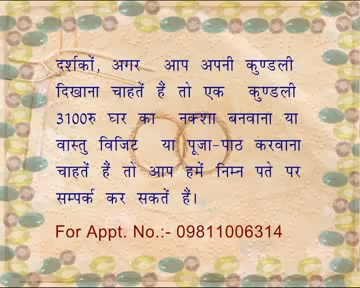 दर्शकों, अगर आप अपनी कुण्डली
दिखाना चाहतें हैं तो एक कुण्डली
3100रु घर का नक्शा बनवाना या
वास्तु विजिट या पूजा-पाठ करवाना
चाहतें हैं तो आप हमें निम्न पते पर
सम्पर्क कर सकतें हैं।
For Appt. No.:- 09811006314